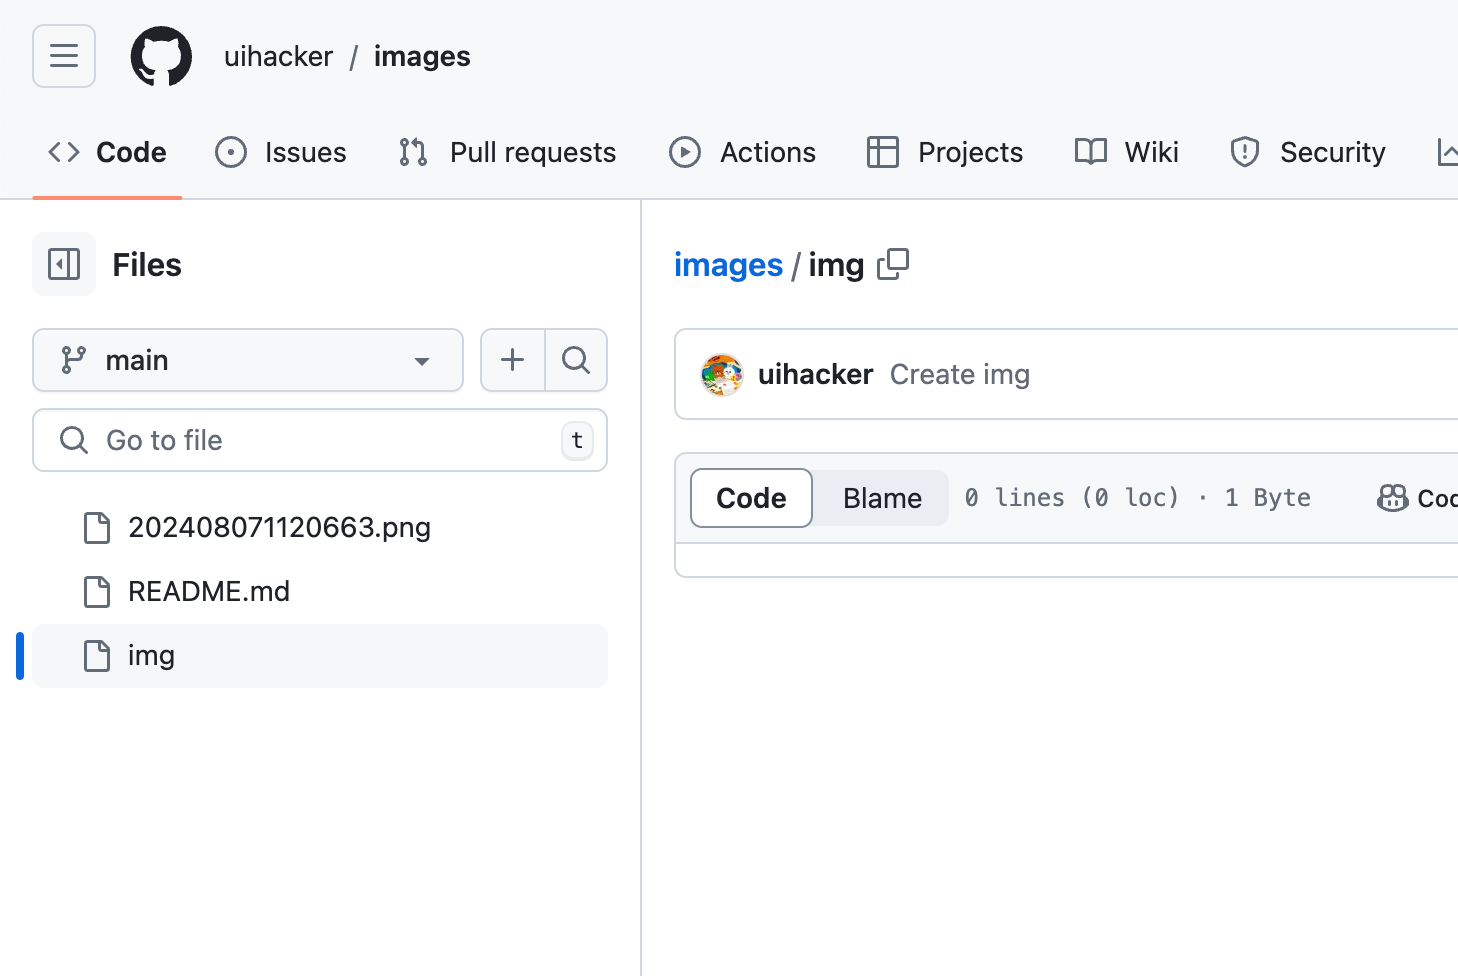 uihacker / images
Code Issues Pull requests Actions Projects Wiki Security
Files
images / img
main
uihacker Create img
Go to file t
Code Blame 0 lines (0 loc) · 1 Byte
202408071120663.png
README.md
img